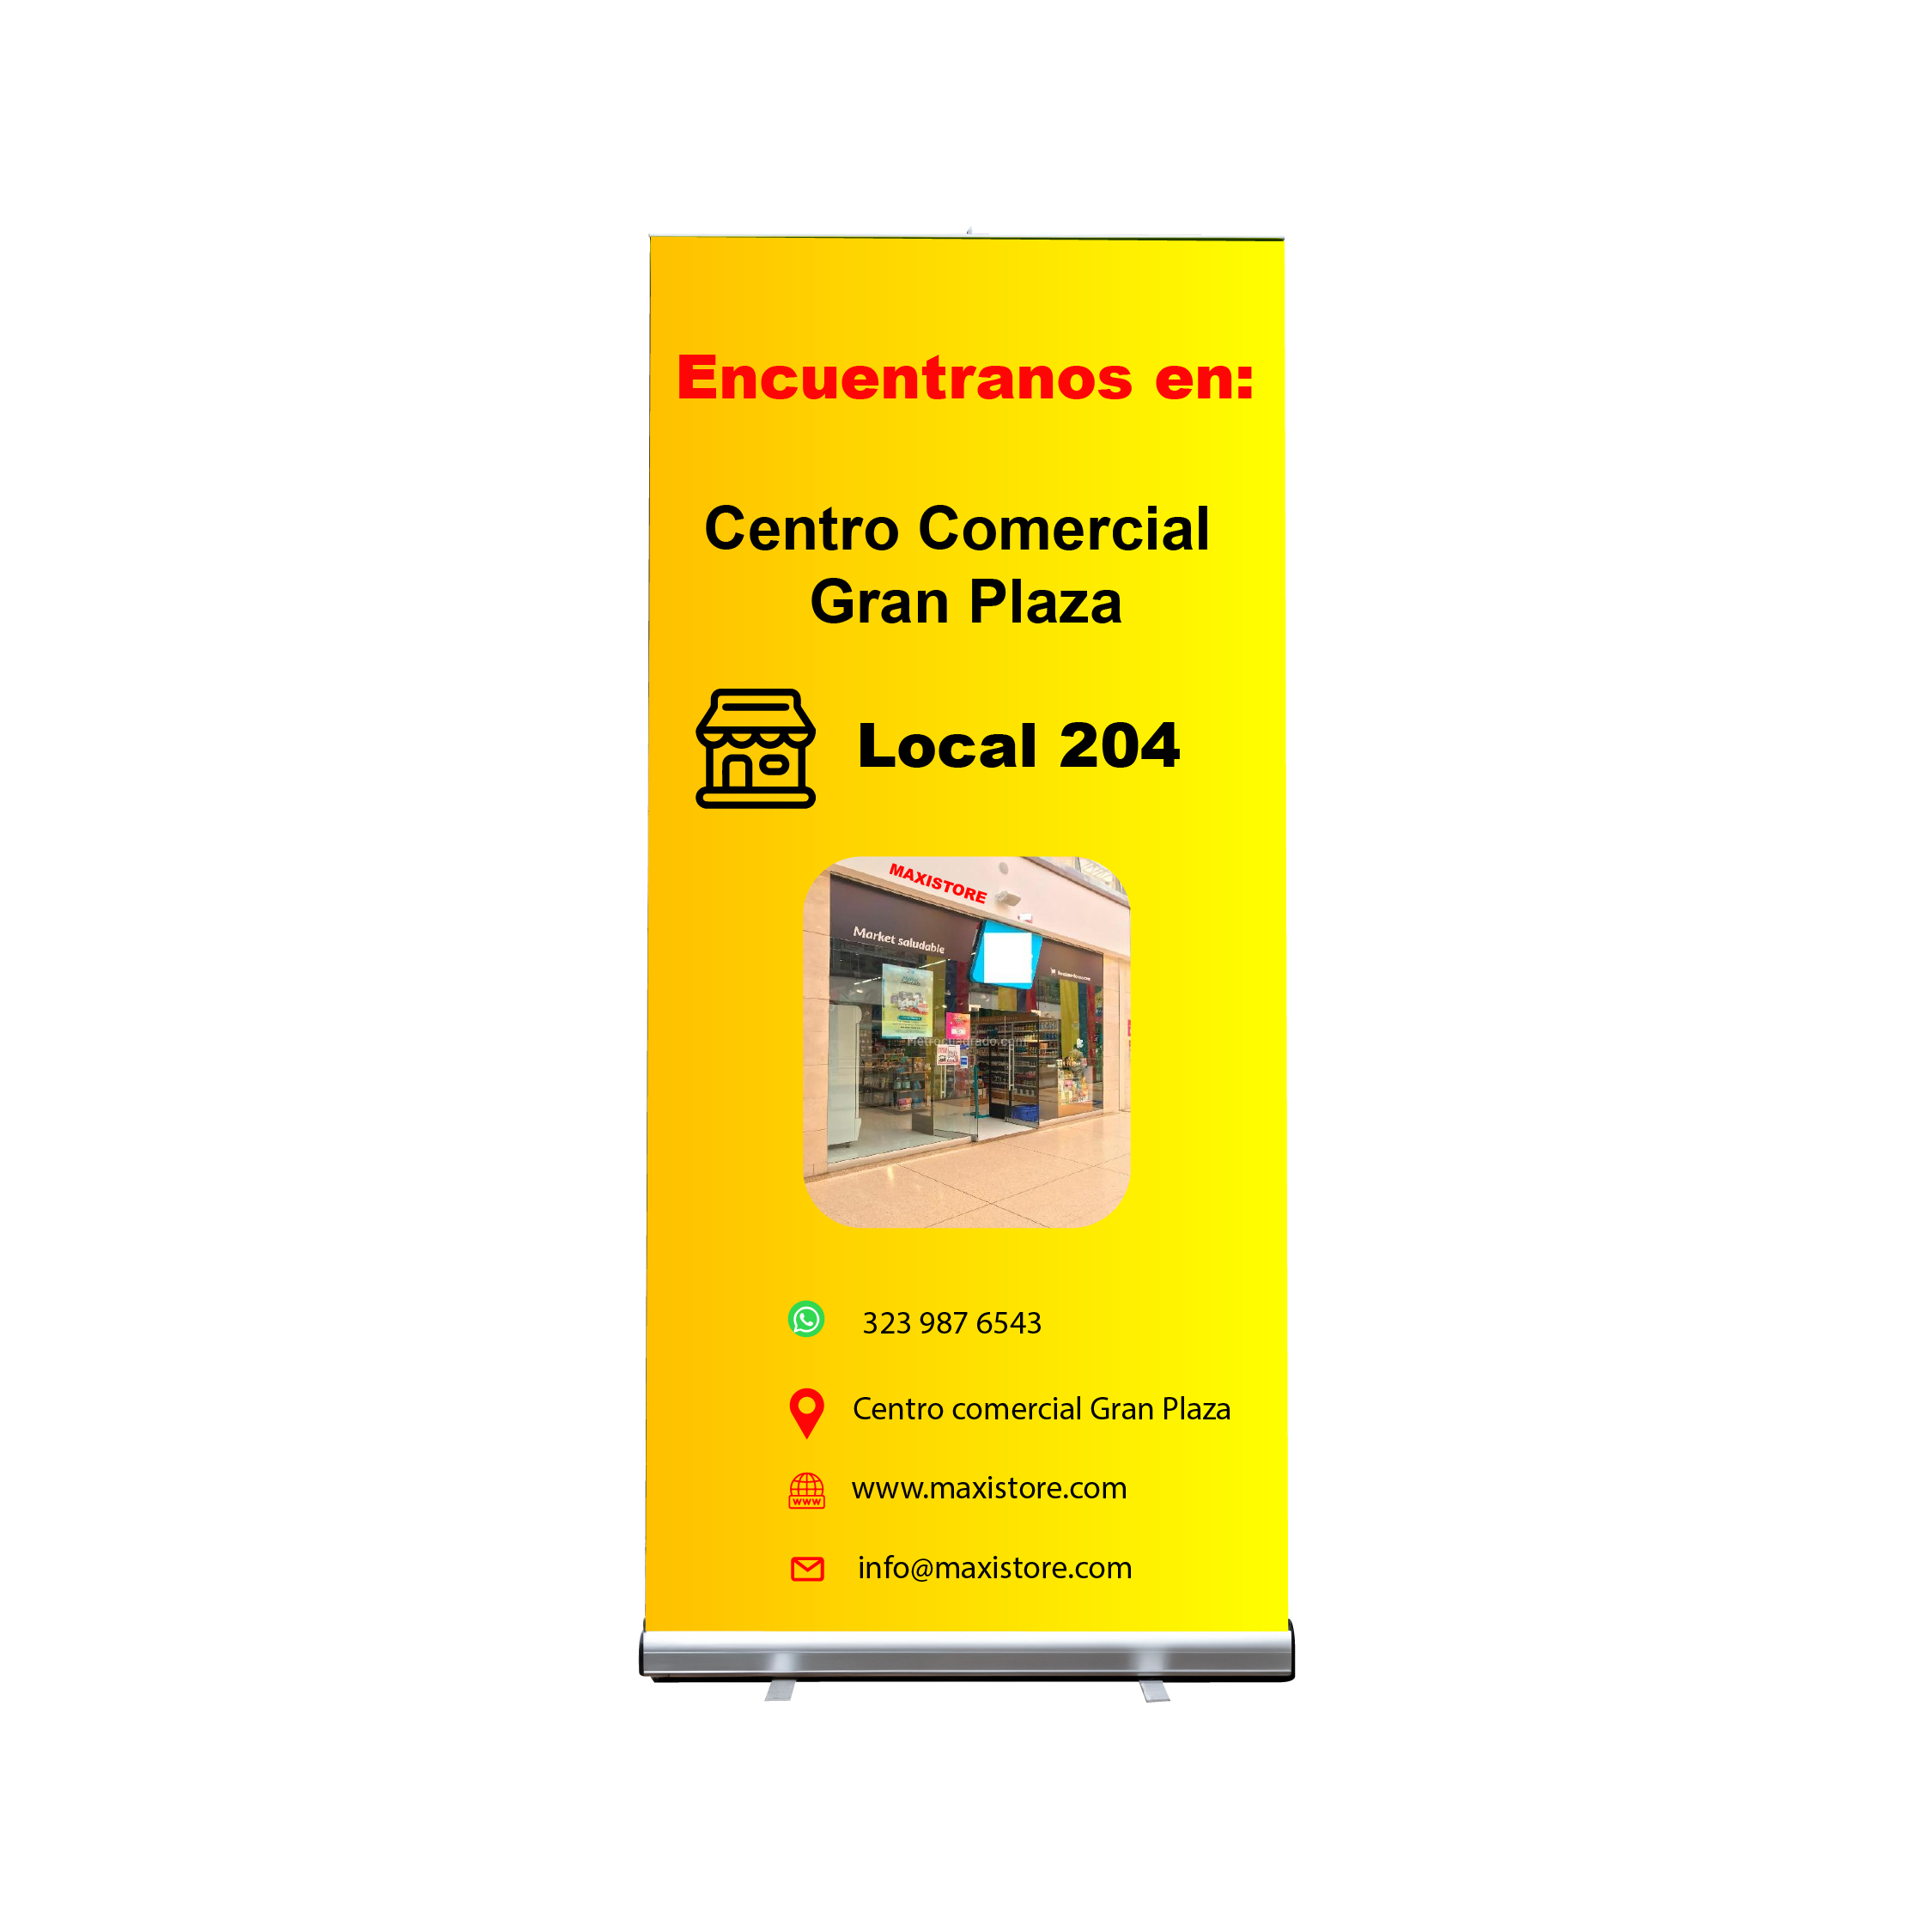 Encuentranos en:
Centro Comercial
Gran Plaza
Local 204
MAXISTORE
Market saludable
323 987 6543
Centro comercial Gran Plaza
www
www.maxistore.com
info@maxistore.com